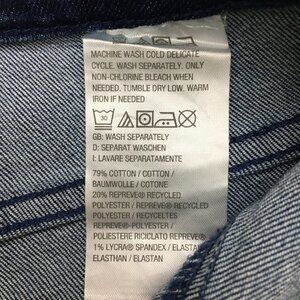 MACHINE WASH COLD DELICATE
CYCLE. WASH SEPARATELY. ONLY
NON-CHLORINE BLEACH WHEN
NEEDED. TUMBLE DRY LOW. WARM
IRON IF NEEDED
30
GB: WASH SEPARATELY
D: SEPARAT WASCHEN
I: LAVARE SEPARATAMENTE
79% COTTON / COTTON /
BAUMWOLLE / COTONE
20% REPREVE® RECYCLED
POLYESTER / REPREVE® RECYCLED
POLYESTER / RECYCELTES
REPREVE®-POLYESTER /
POLIESTERE RICICLATO REPREVE®
1% LYCRA® SPANDEX / ELASTAN
ELASTHAN / ELASTAN